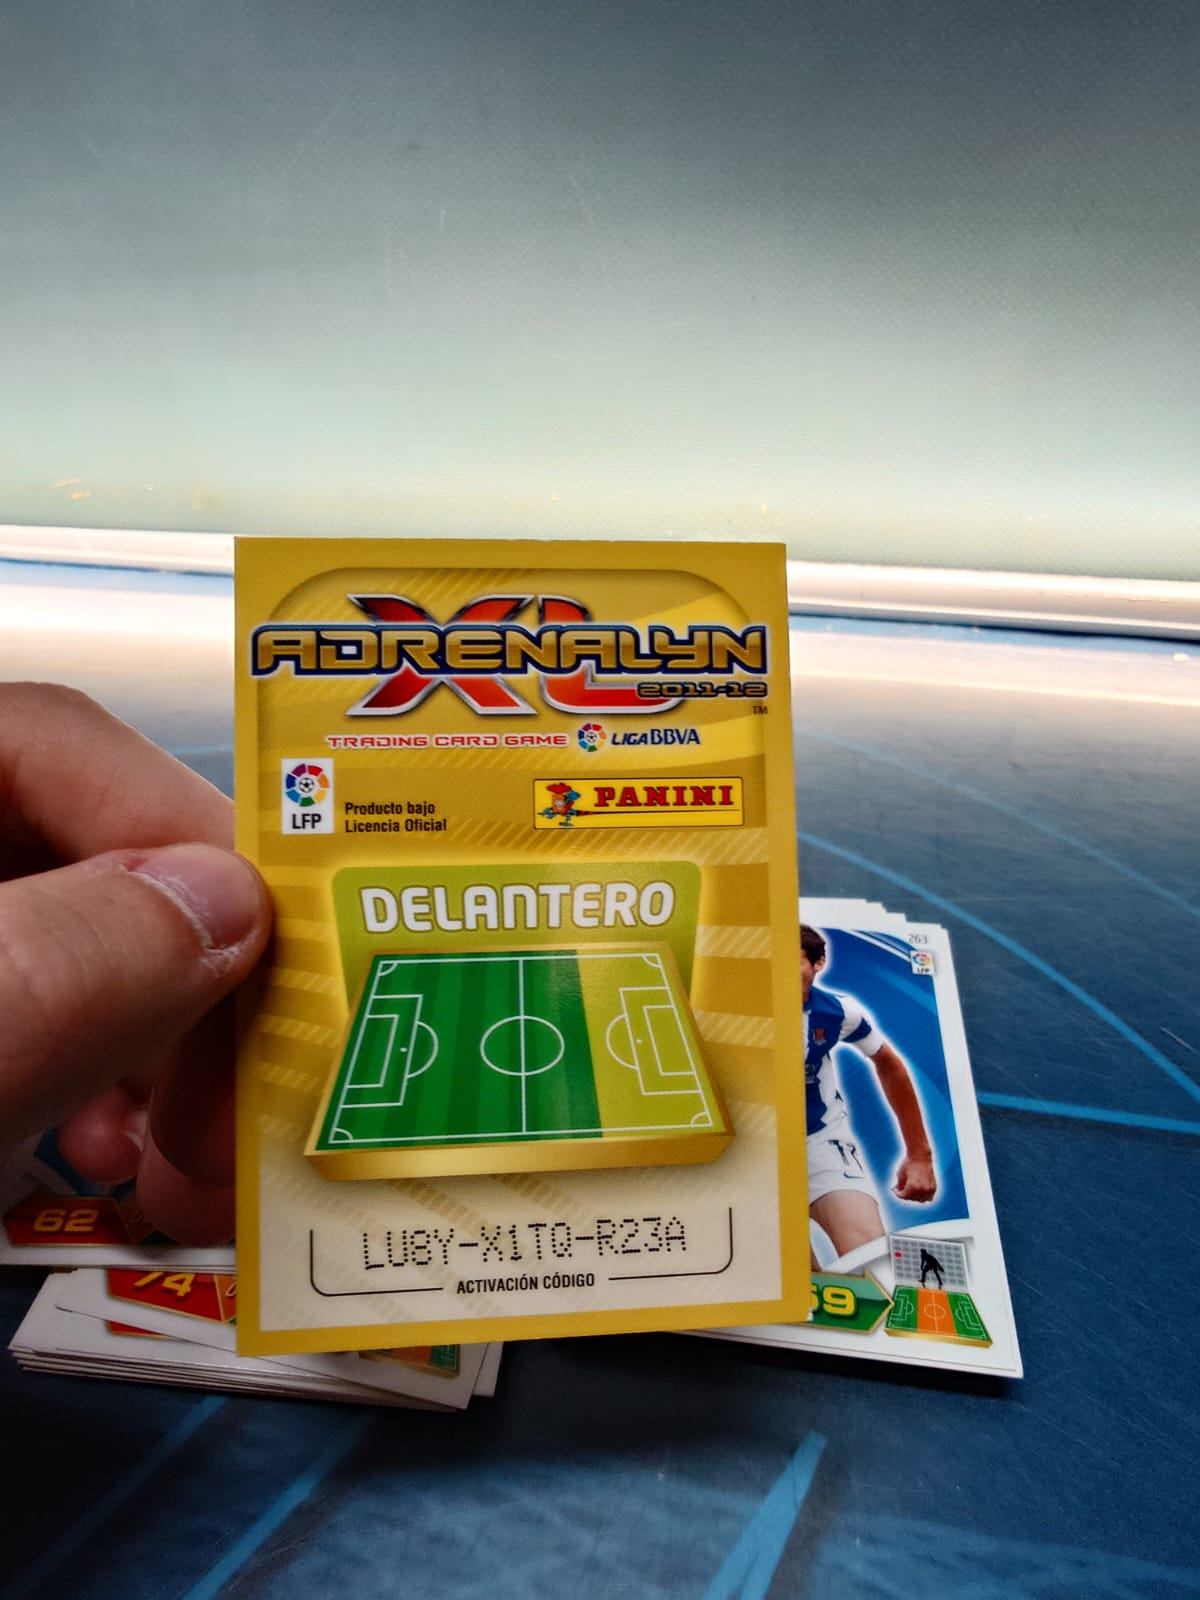 XL
ADRENALYN
2011-12
TM
TRADING CARD GAME LIGA BBVA
LFP
Producto bajo
Licencia Oficial
PANINI
DELANTERO
LU8Y-X1TQ-R23A
ACTIVACIÓN CÓDIGO
263
LFP
62
74
59